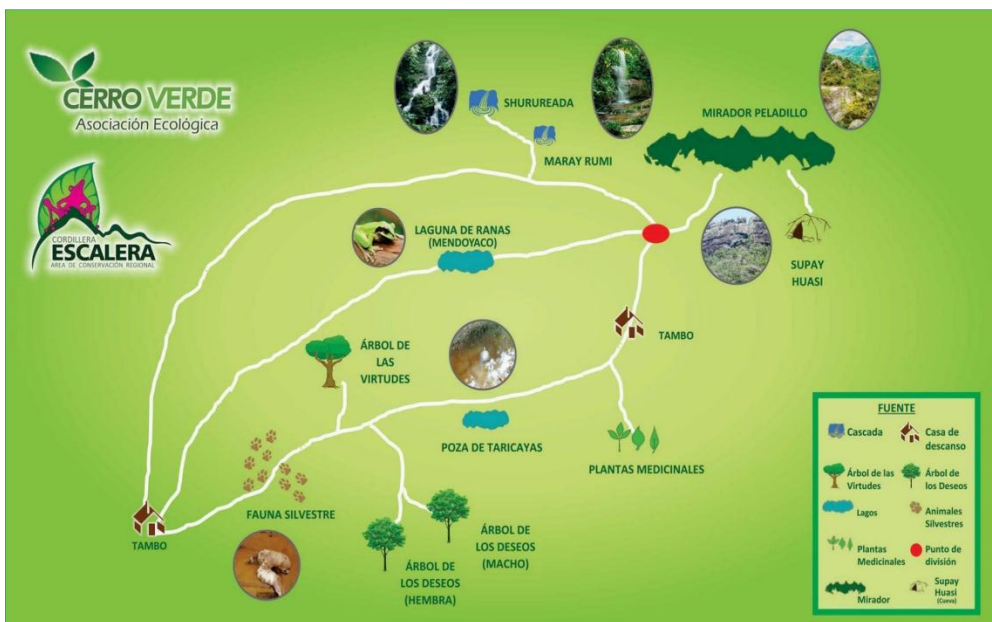 CERRO VERDE
Asociación Ecológica
CORDILLERA
ESCALERA
AREA DE CONSERVACIÓN REGIONAL
SHURUREADA
MARAY RUMI
MIRADOR PELADILLO
LAGUNA DE RANAS
(MENDOYACO)
SUPAY
HUASI
TAMBO
ÁRBOL DE
LAS
VIRTUDES
POZA DE TARICAYAS
PLANTAS MEDICINALES
FAUNA SILVESTRE
TAMBO
ÁRBOL DE
LOS DESEOS
(MACHO)
ÁRBOL DE
LOS DESEOS
(HEMBRA)
FUENTE
Cascada
Casa de
descanso
Árbol de las
Virtudes
Árbol de
los Deseos
Lagos
Animales
Silvestres
Plantas
Medicinales
Punto de
división
Mirador
Supay
Huasi
(Cueva)